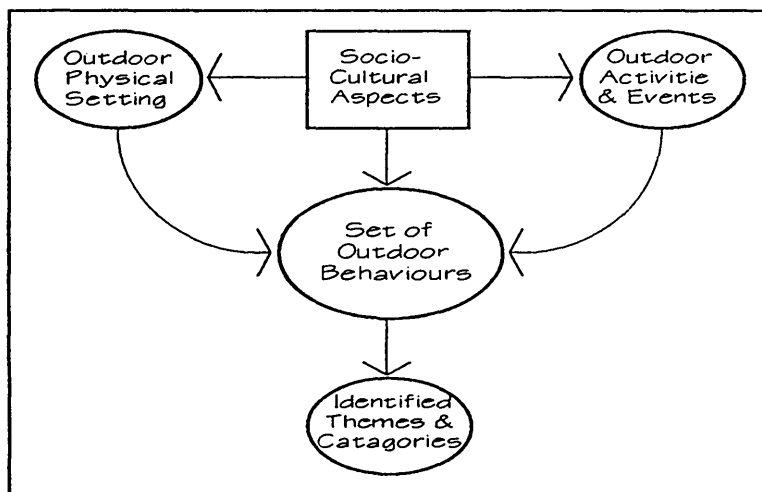 Outdoor
Physical
Setting
Socio-
Cultural
Aspects
Outdoor
Activitie
& Events
Set of
Outdoor
Behaviours
Identified
Themes &
Catagories